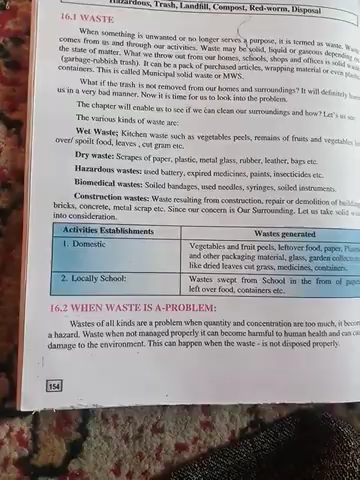 Hazardous, Trash, Landfill, Compost, Red-worm, Disposal
16.1 WASTE
When something is unwanted or no longer serves a purpose, it is termed as waste. Waste
comes from us and through our activities. Waste may be solid, liquid or gaseous depending on
the state of matter. What we throw out from our homes, schools, shops and offices is solid waste
(garbage-rubbish trash). It can be a pack of purchased articles, wrapping material or even
containers. This is called Municipal solid waste or MWS.
What if the trash is not removed from our homes and surroundings? It will definitely
us in a very bad manner. Now it is time for us to look into the problem.
The chapter will enable us to see if we can clean our surroundings and how? Let's us see
The various kinds of waste are:
Wet Waste; Kitchen waste such as vegetables peels, remains of fruits and vegetables
over/ spoilt food, leaves , cut gram etc.
Dry waste: Scrapes of paper, plastic, metal glass, rubber, leather, bags etc.
Hazardous wastes: used battery, expired medicines, paints, insecticides etc.
Biomedical wastes: Soiled bandages, used needles, syringes, soiled instruments.
Construction wastes: Waste resulting from construction, repair or demolition of building
bricks, concrete, metal scrap etc. Since our concern is Our Surrounding. Let us take solid
into consideration.
Activities Establishments Wastes generated
1. Domestic Vegetables and fruit peels, leftover food, paper,
and other packaging material, glass, garden
like dried leaves cut grass, medicines, containers.
2. Locally School: Wastes swept from School in the from of
left over food, containers etc.
16.2 WHEN WASTE IS A-PROBLEM:
Wastes of all kinds are a problem when quantity and concentration are too much, it
a hazard. Waste when not managed properly it can become harmful to human health and can
damage to the environment. This can happen when the waste - is not disposed properly.
154